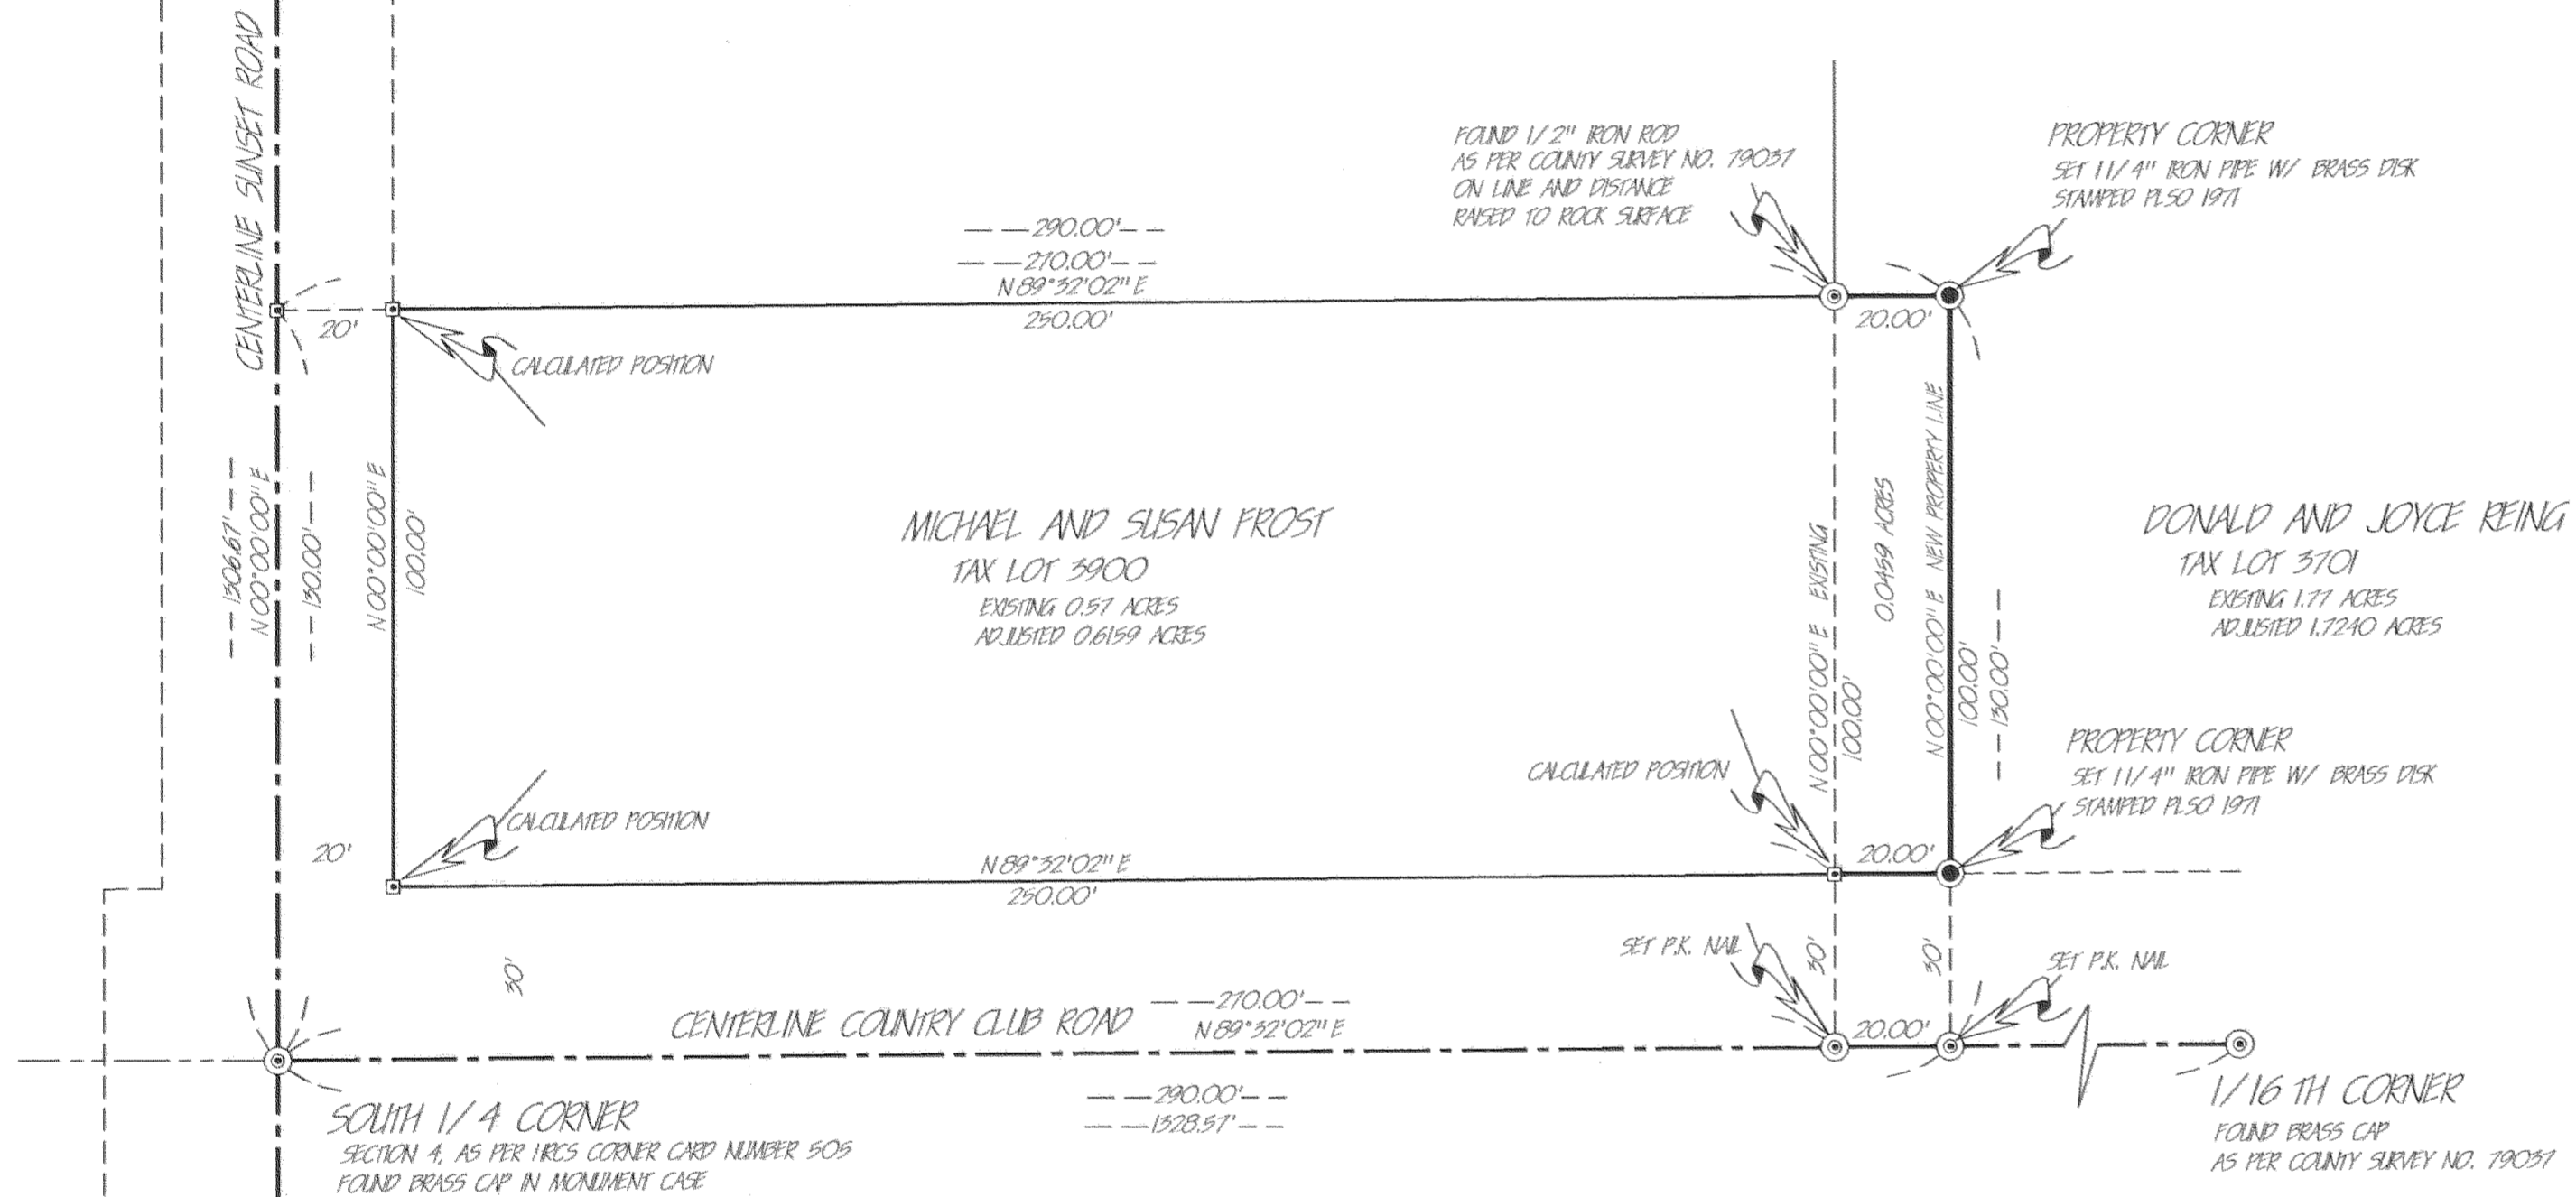 CENTERLINE SUNSET ROAD
FOUND 1/2" IRON ROD
AS PER COUNTY SURVEY NO. 79037
ON LINE AND DISTANCE
RAISED TO ROCK SURFACE
PROPERTY CORNER
SET 1 1/4" IRON PIPE W/ BRASS DISK
STAMPED PLSO 1971
290.00'
270.00'
N 89°32'02" E
250.00'
20'
20.00'
CALCULATED POSITION
1306.67'
N 00°00'00" E
130.00'
N 00°00'00" E
100.00'
MICHAEL AND SUSAN FROST
TAX LOT 3900
EXISTING 0.57 ACRES
ADJUSTED 0.6159 ACRES
N 00°00'00" E EXISTING
100.00'
0.0459 ACRES
N 00°00'00" E NEW PROPERTY LINE
100.00'
130.00'
DONALD AND JOYCE REING
TAX LOT 3701
EXISTING 1.77 ACRES
ADJUSTED 1.7240 ACRES
CALCULATED POSITION
PROPERTY CORNER
SET 1 1/4" IRON PIPE W/ BRASS DISK
STAMPED PLSO 1971
CALCULATED POSITION
20'
N 89°32'02" E
250.00'
20.00'
30'
SET P.K. NAIL
30'
30'
SET P.K. NAIL
CENTERLINE COUNTRY CLUB ROAD
270.00'
N 89°32'02" E
20.00'
290.00'
1328.57'
SOUTH 1/4 CORNER
SECTION 4, AS PER HRCS CORNER CARD NUMBER 505
FOUND BRASS CAP IN MONUMENT CASE
1/16 TH CORNER
FOUND BRASS CAP
AS PER COUNTY SURVEY NO. 79037